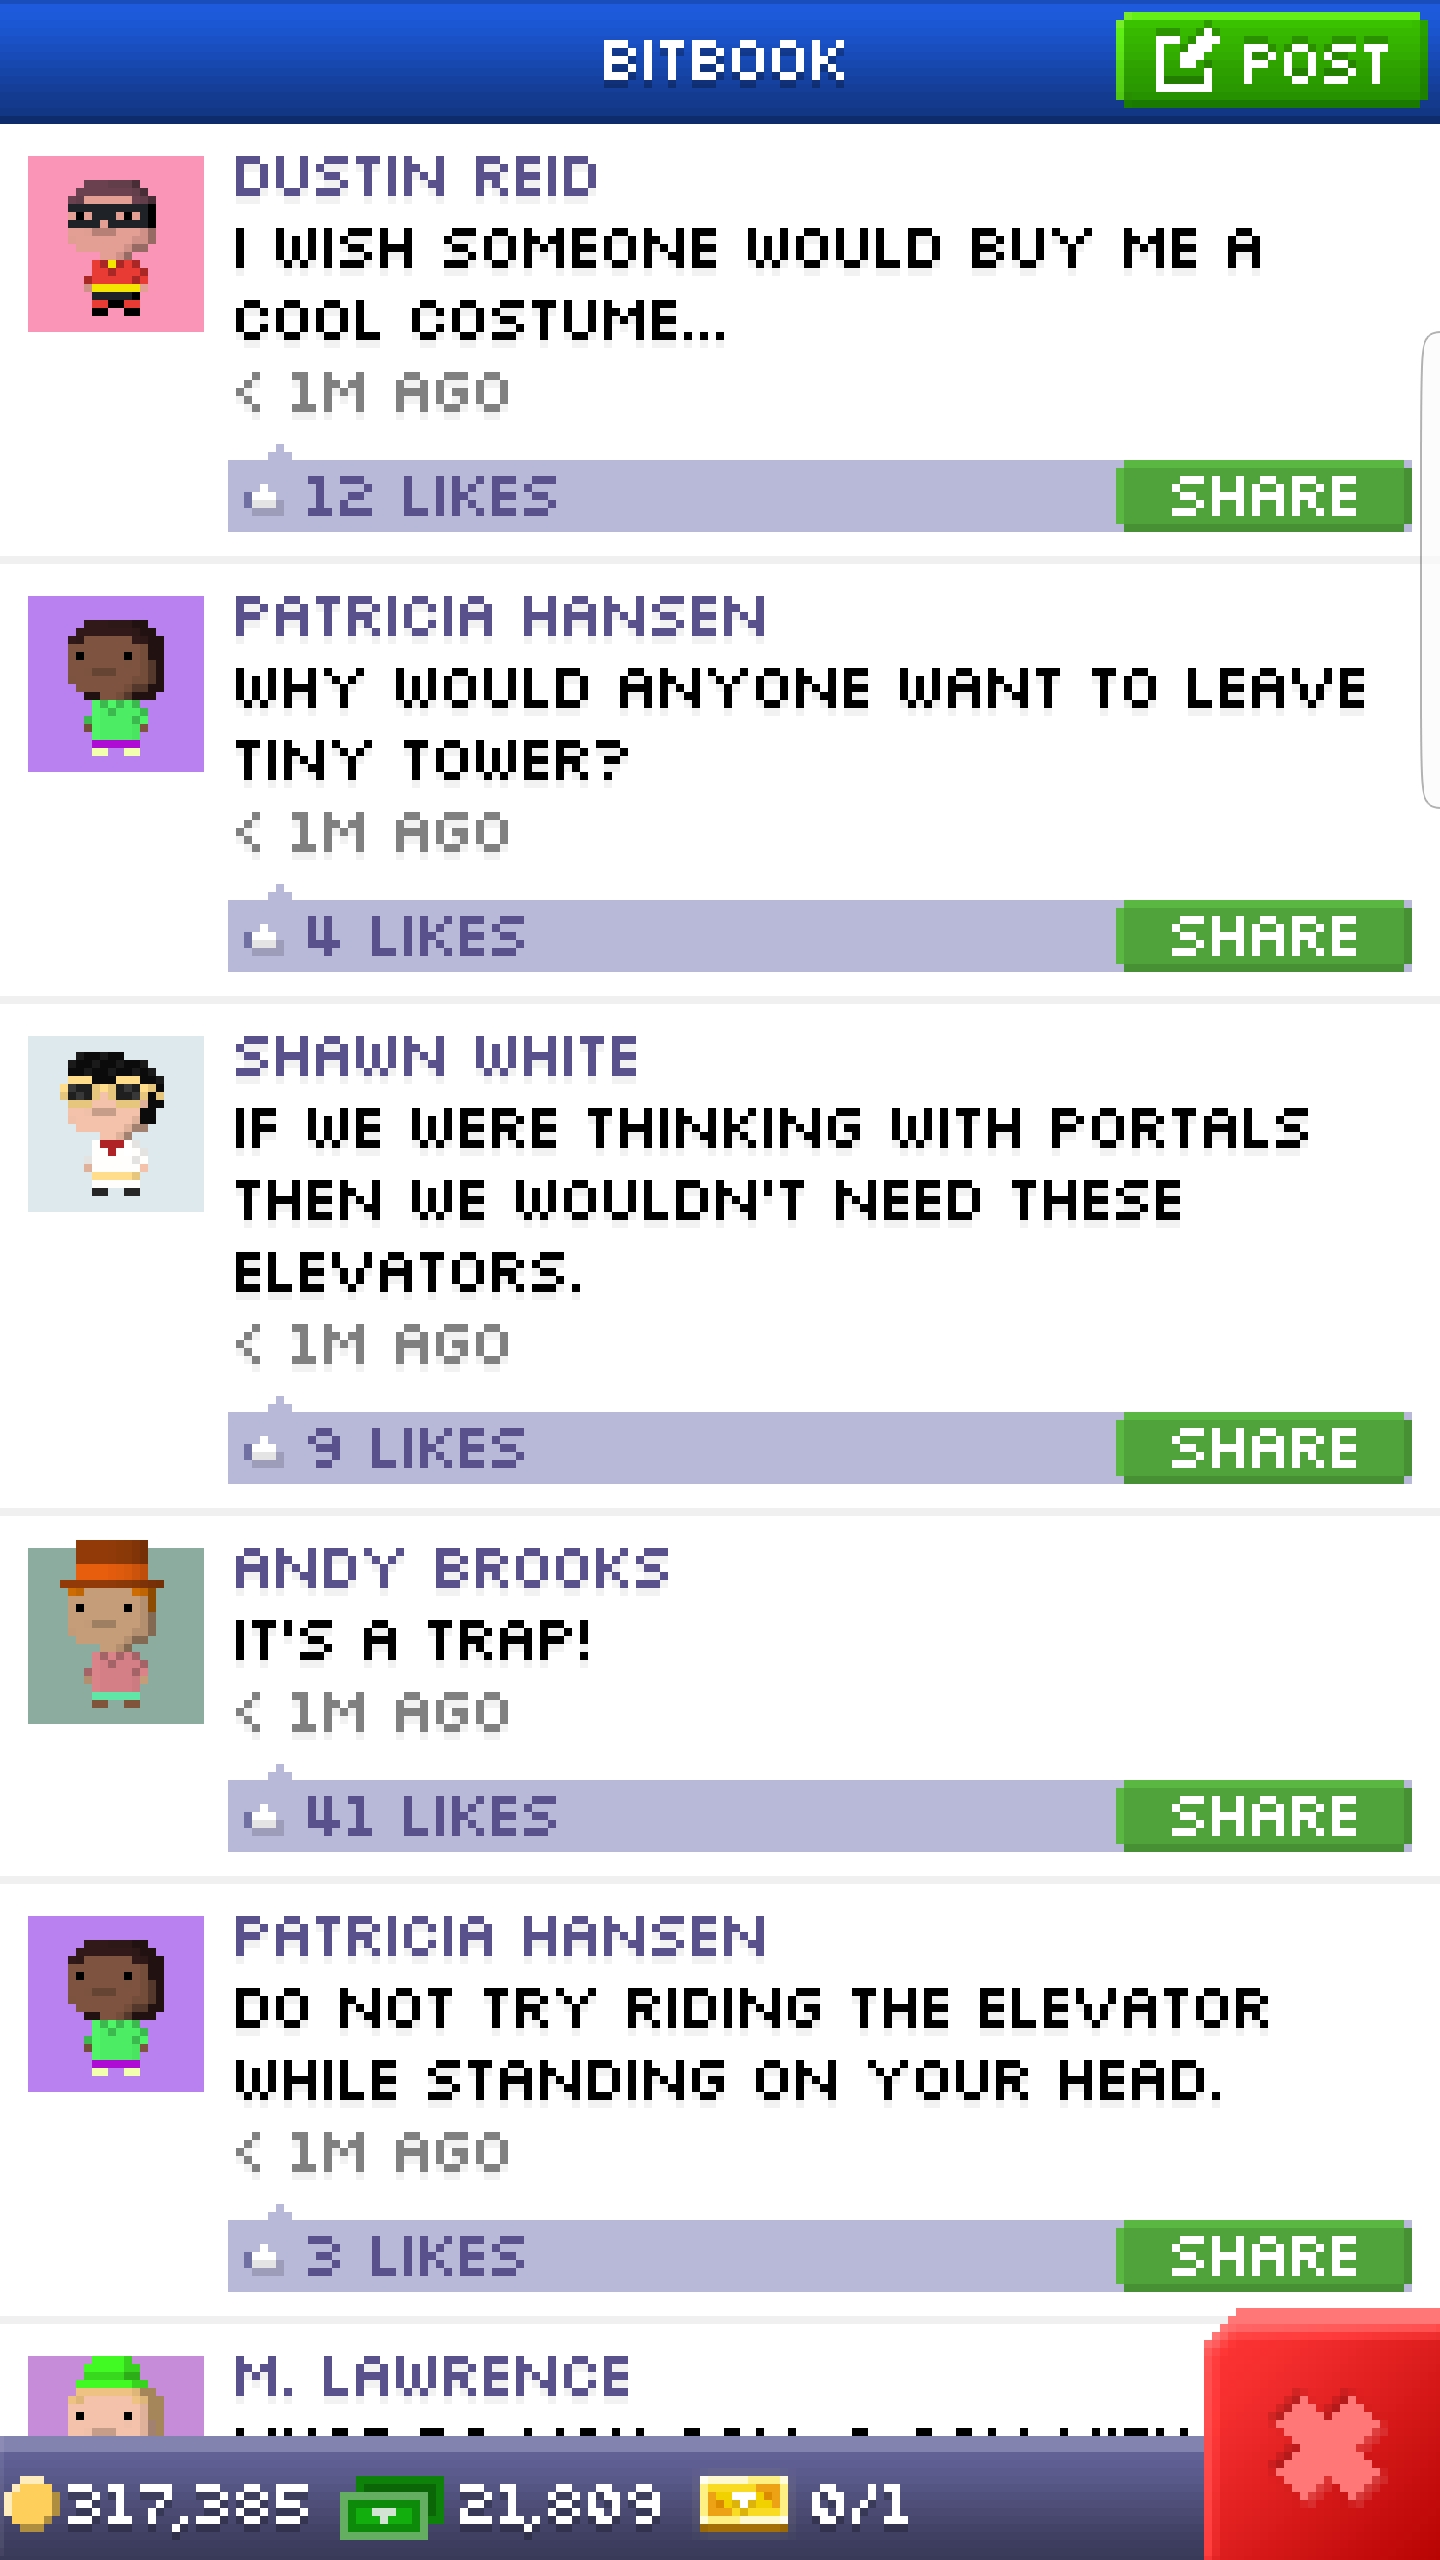 BITBOOK
POST
DUSTIN REID
I WISH SOMEONE WOULD BUY ME A
COOL COSTUME...
< 1M AGO
12 LIKES
SHARE
PATRICIA HANSEN
WHY WOULD ANYONE WANT TO LEAVE
TINY TOWER?
< 1M AGO
4 LIKES
SHARE
SHAWN WHITE
IF WE WERE THINKING WITH PORTALS
THEN WE WOULDN'T NEED THESE
ELEVATORS.
< 1M AGO
9 LIKES
SHARE
ANDY BROOKS
IT'S A TRAP!
< 1M AGO
41 LIKES
SHARE
PATRICIA HANSEN
DO NOT TRY RIDING THE ELEVATOR
WHILE STANDING ON YOUR HEAD.
< 1M AGO
3 LIKES
SHARE
M. LAWRENCE
317,385
21,809
0/1